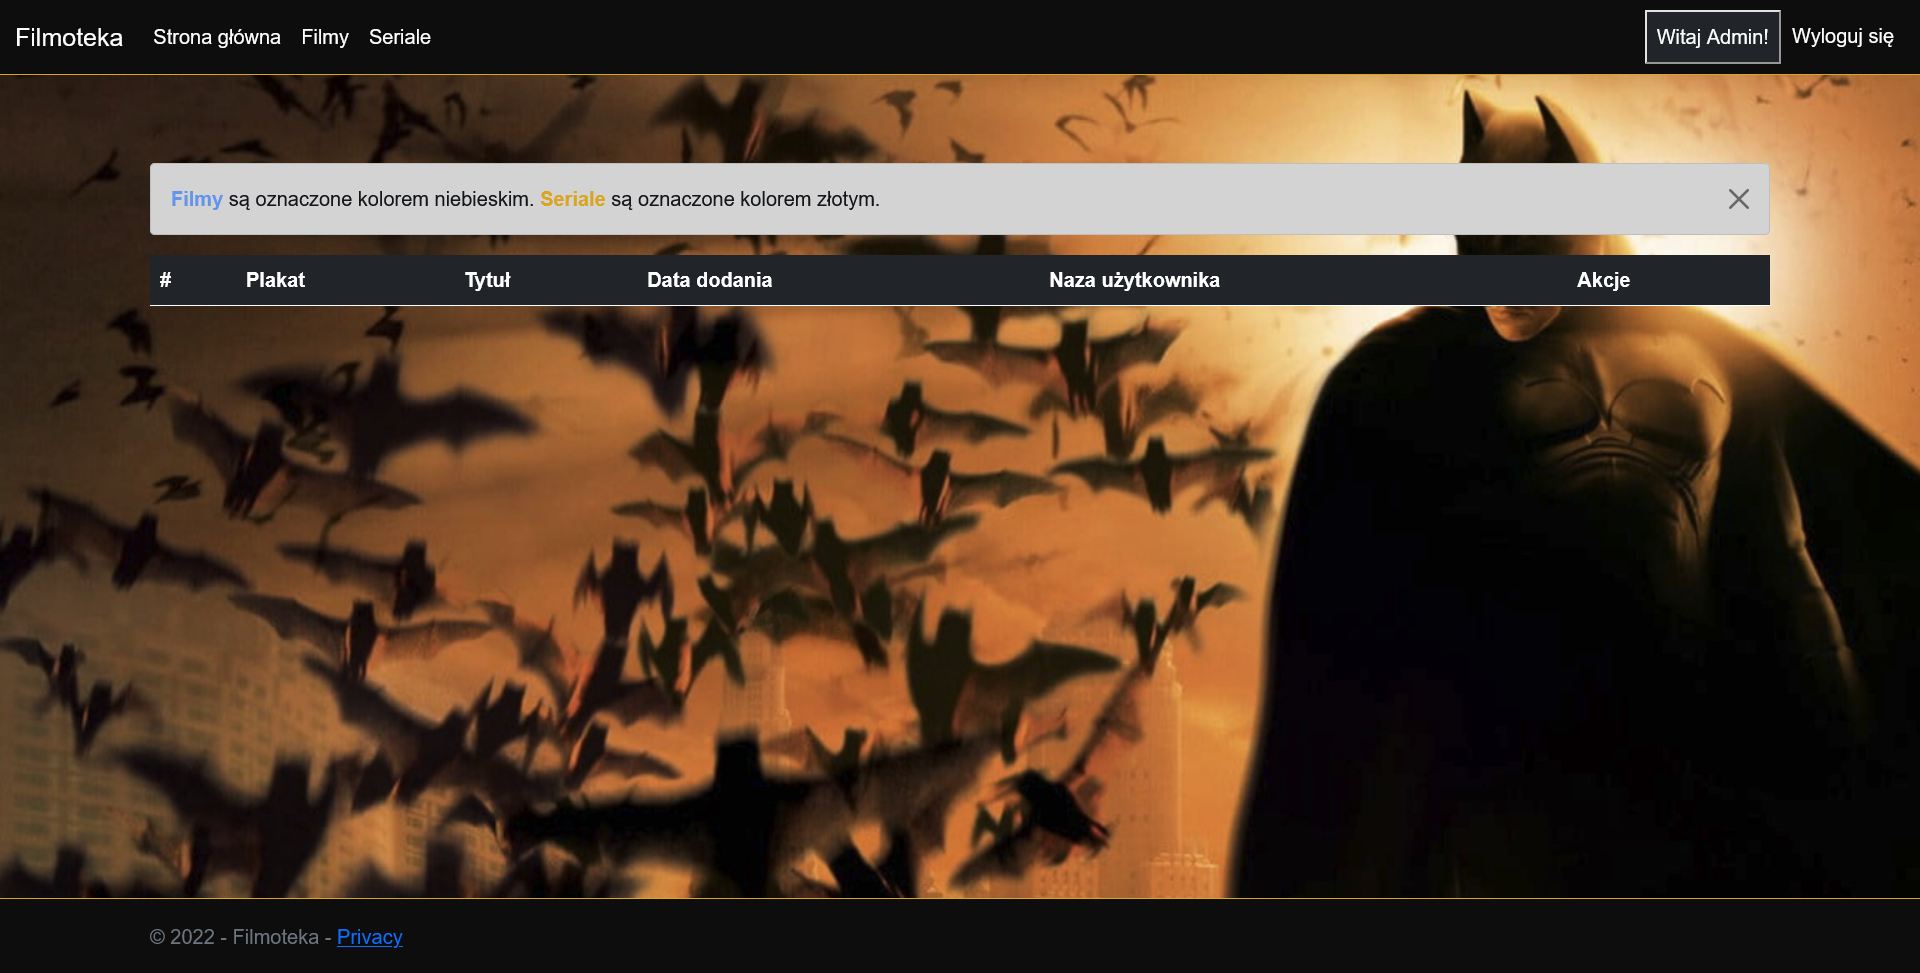 Filmoteka Strona główna Filmy Seriale Witaj Admin! Wyloguj się
Filmy są oznaczone kolorem niebieskim. Seriale są oznaczone kolorem złotym.
# Plakat Tytuł Data dodania Naza użytkownika Akcje
© 2022 - Filmoteka - Privacy